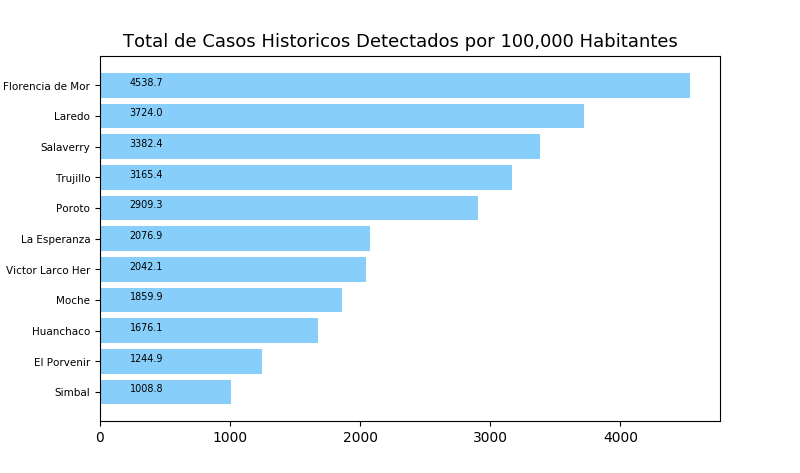 Total de Casos Historicos Detectados por 100,000 Habitantes
Florencia de Mor 4538.7
Laredo 3724.0
Salaverry 3382.4
Trujillo 3165.4
Poroto 2909.3
La Esperanza 2076.9
Victor Larco Her 2042.1
Moche 1859.9
Huanchaco 1676.1
El Porvenir 1244.9
Simbal 1008.8
0 1000 2000 3000 4000